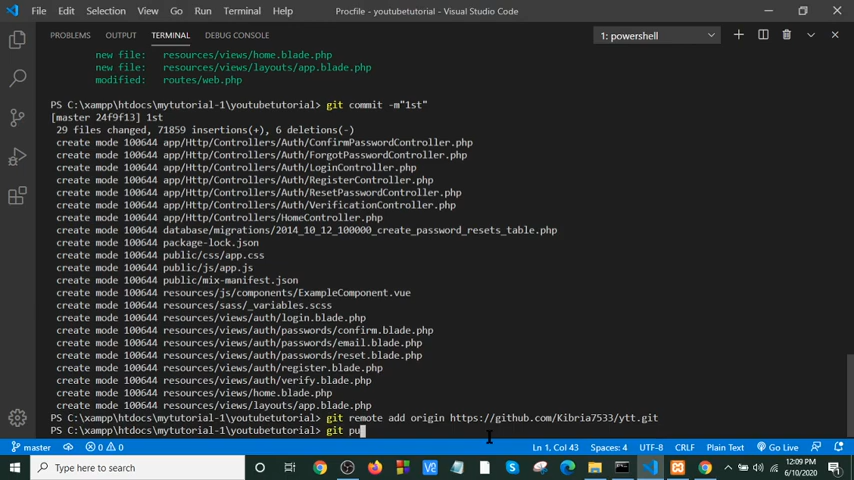 File Edit Selection View Go Run Terminal Help Procfile - youtubetutorial - Visual Studio Code
PROBLEMS OUTPUT TERMINAL DEBUG CONSOLE 1: powershell
new file: resources/views/home.blade.php
new file: resources/views/layouts/app.blade.php
modified: routes/web.php
PS C:\xampp\htdocs\mytutorial-1\youtubetutorial> git commit -m"1st"
[master 24f9f13] 1st
29 files changed, 71859 insertions(+), 6 deletions(-)
create mode 100644 app/Http/Controllers/Auth/ConfirmPasswordController.php
create mode 100644 app/Http/Controllers/Auth/ForgotPasswordController.php
create mode 100644 app/Http/Controllers/Auth/LoginController.php
create mode 100644 app/Http/Controllers/Auth/RegisterController.php
create mode 100644 app/Http/Controllers/Auth/ResetPasswordController.php
create mode 100644 app/Http/Controllers/Auth/VerificationController.php
create mode 100644 app/Http/Controllers/HomeController.php
create mode 100644 database/migrations/2014_10_12_100000_create_password_resets_table.php
create mode 100644 package-lock.json
create mode 100644 public/css/app.css
create mode 100644 public/js/app.js
create mode 100644 public/mix-manifest.json
create mode 100644 resources/js/components/ExampleComponent.vue
create mode 100644 resources/sass/_variables.scss
create mode 100644 resources/views/auth/login.blade.php
create mode 100644 resources/views/auth/passwords/confirm.blade.php
create mode 100644 resources/views/auth/passwords/email.blade.php
create mode 100644 resources/views/auth/passwords/reset.blade.php
create mode 100644 resources/views/auth/register.blade.php
create mode 100644 resources/views/auth/verify.blade.php
create mode 100644 resources/views/home.blade.php
create mode 100644 resources/views/layouts/app.blade.php
PS C:\xampp\htdocs\mytutorial-1\youtubetutorial> git remote add origin https://github.com/Kibria7533/ytt.git
PS C:\xampp\htdocs\mytutorial-1\youtubetutorial> git pu
master 0 0 Ln 1, Col 43 Spaces: 4 UTF-8 CRLF Plain Text Go Live
Type here to search 12:09 PM
6/10/2020